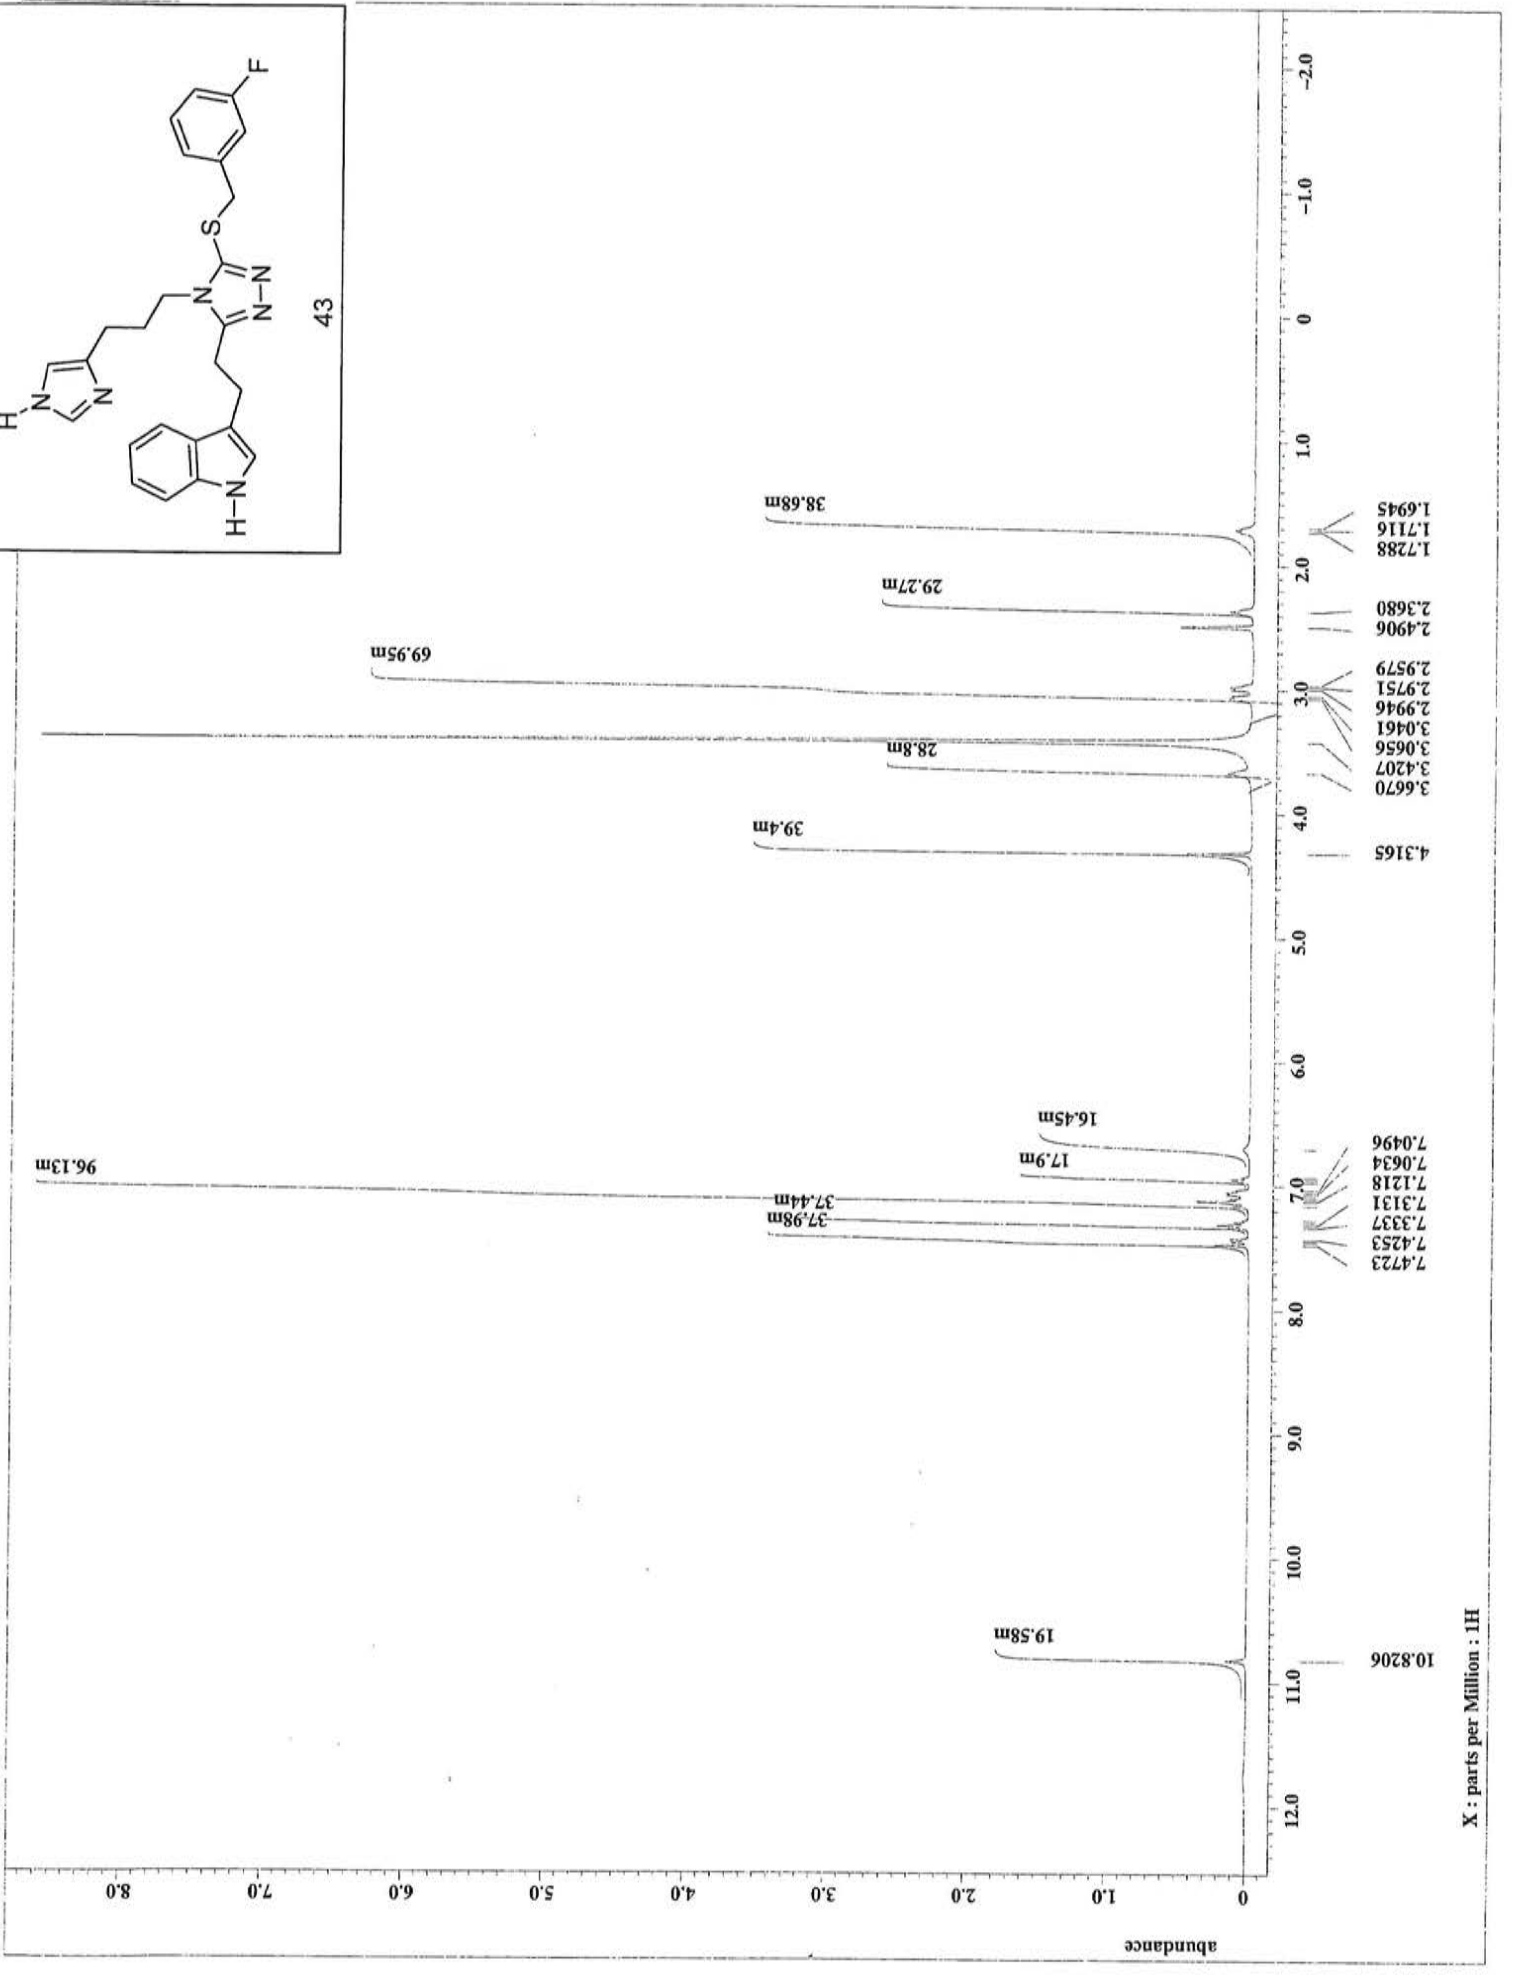 H
N
N
H-N
N
N-N
S
F
43
abundance
8.0 7.0 6.0 5.0 4.0 3.0 2.0 1.0 0
19.58m
37.98m
37.44m
96.13m
17.9m
16.45m
39.4m
28.8m
69.95m
29.27m
38.68m
12.0 11.0 10.0 9.0 8.0 7.0 6.0 5.0 4.0 3.0 2.0 1.0 0 -1.0 -2.0
10.8206
7.4723
7.4253
7.3337
7.3131
7.1218
7.0634
7.0496
4.3165
3.6670
3.4207
3.0656
3.0461
2.9946
2.9751
2.9579
2.4906
2.3680
1.7288
1.7116
1.6945
X : parts per Million : 1H